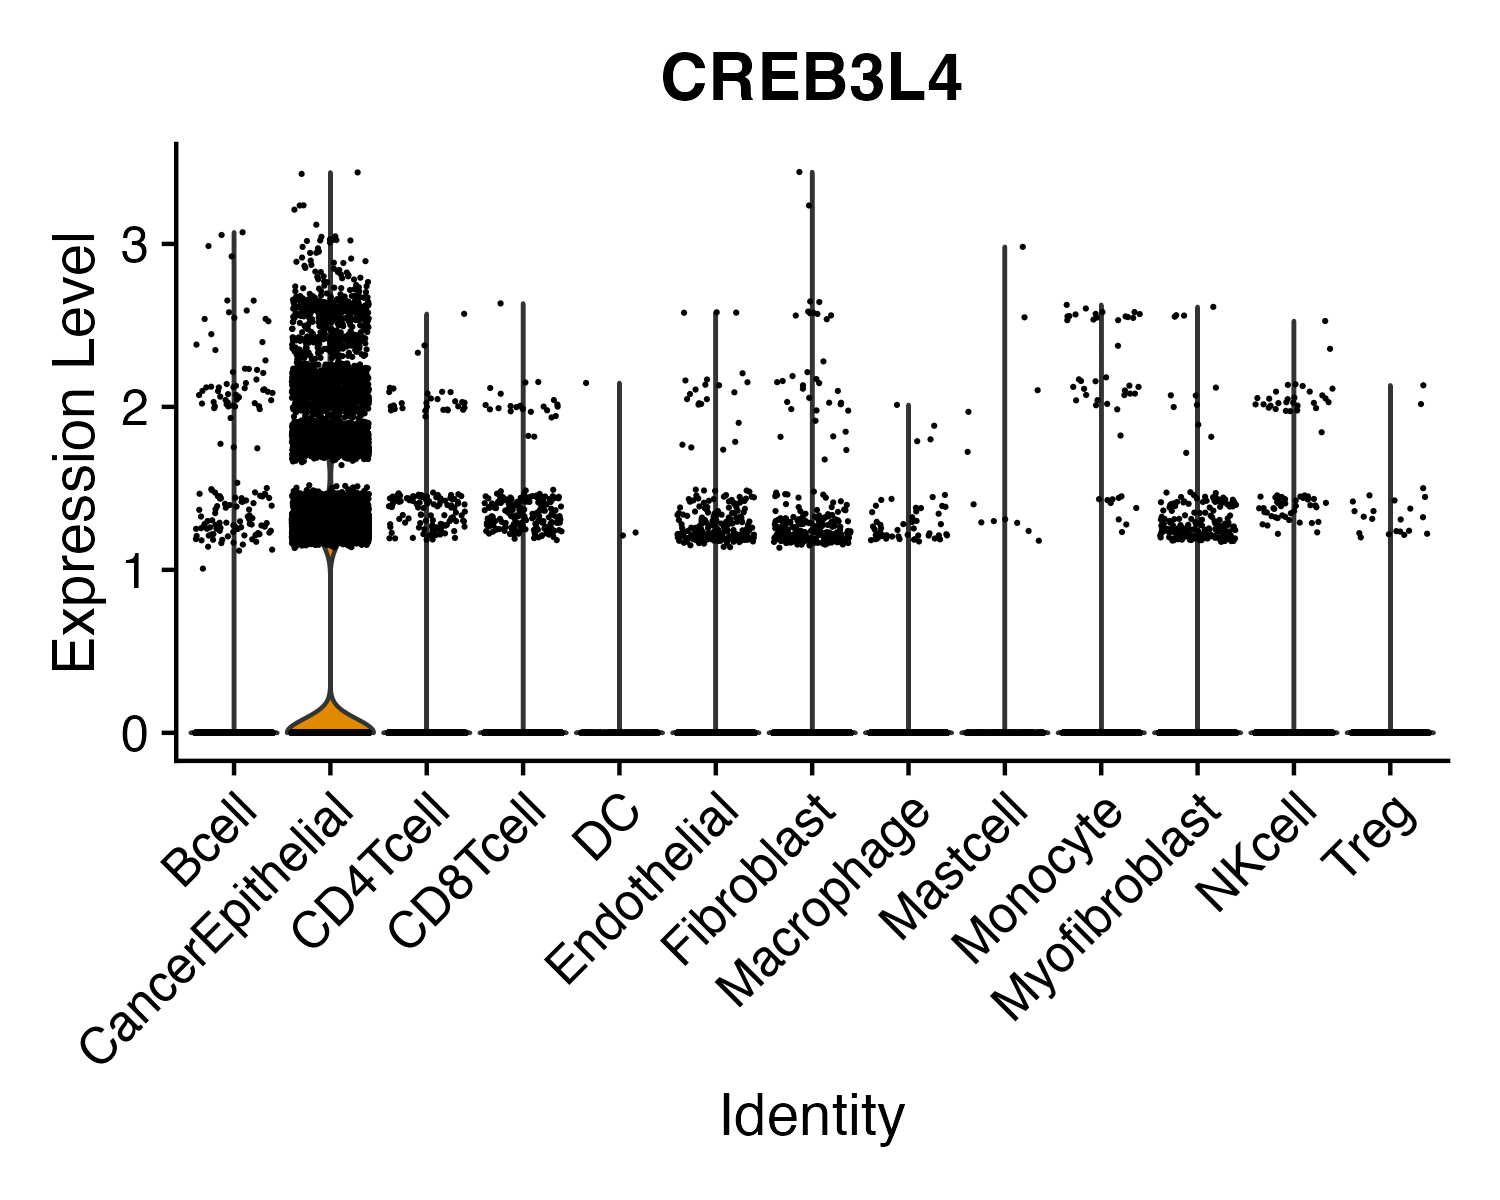 CREB3L4
Expression Level
3
2
1
0
Bcell
CancerEpithelial
CD4Tcell
CD8Tcell
DC
Endothelial
Fibroblast
Macrophage
Mastcell
Monocyte
Myofibroblast
NKcell
Treg
Identity